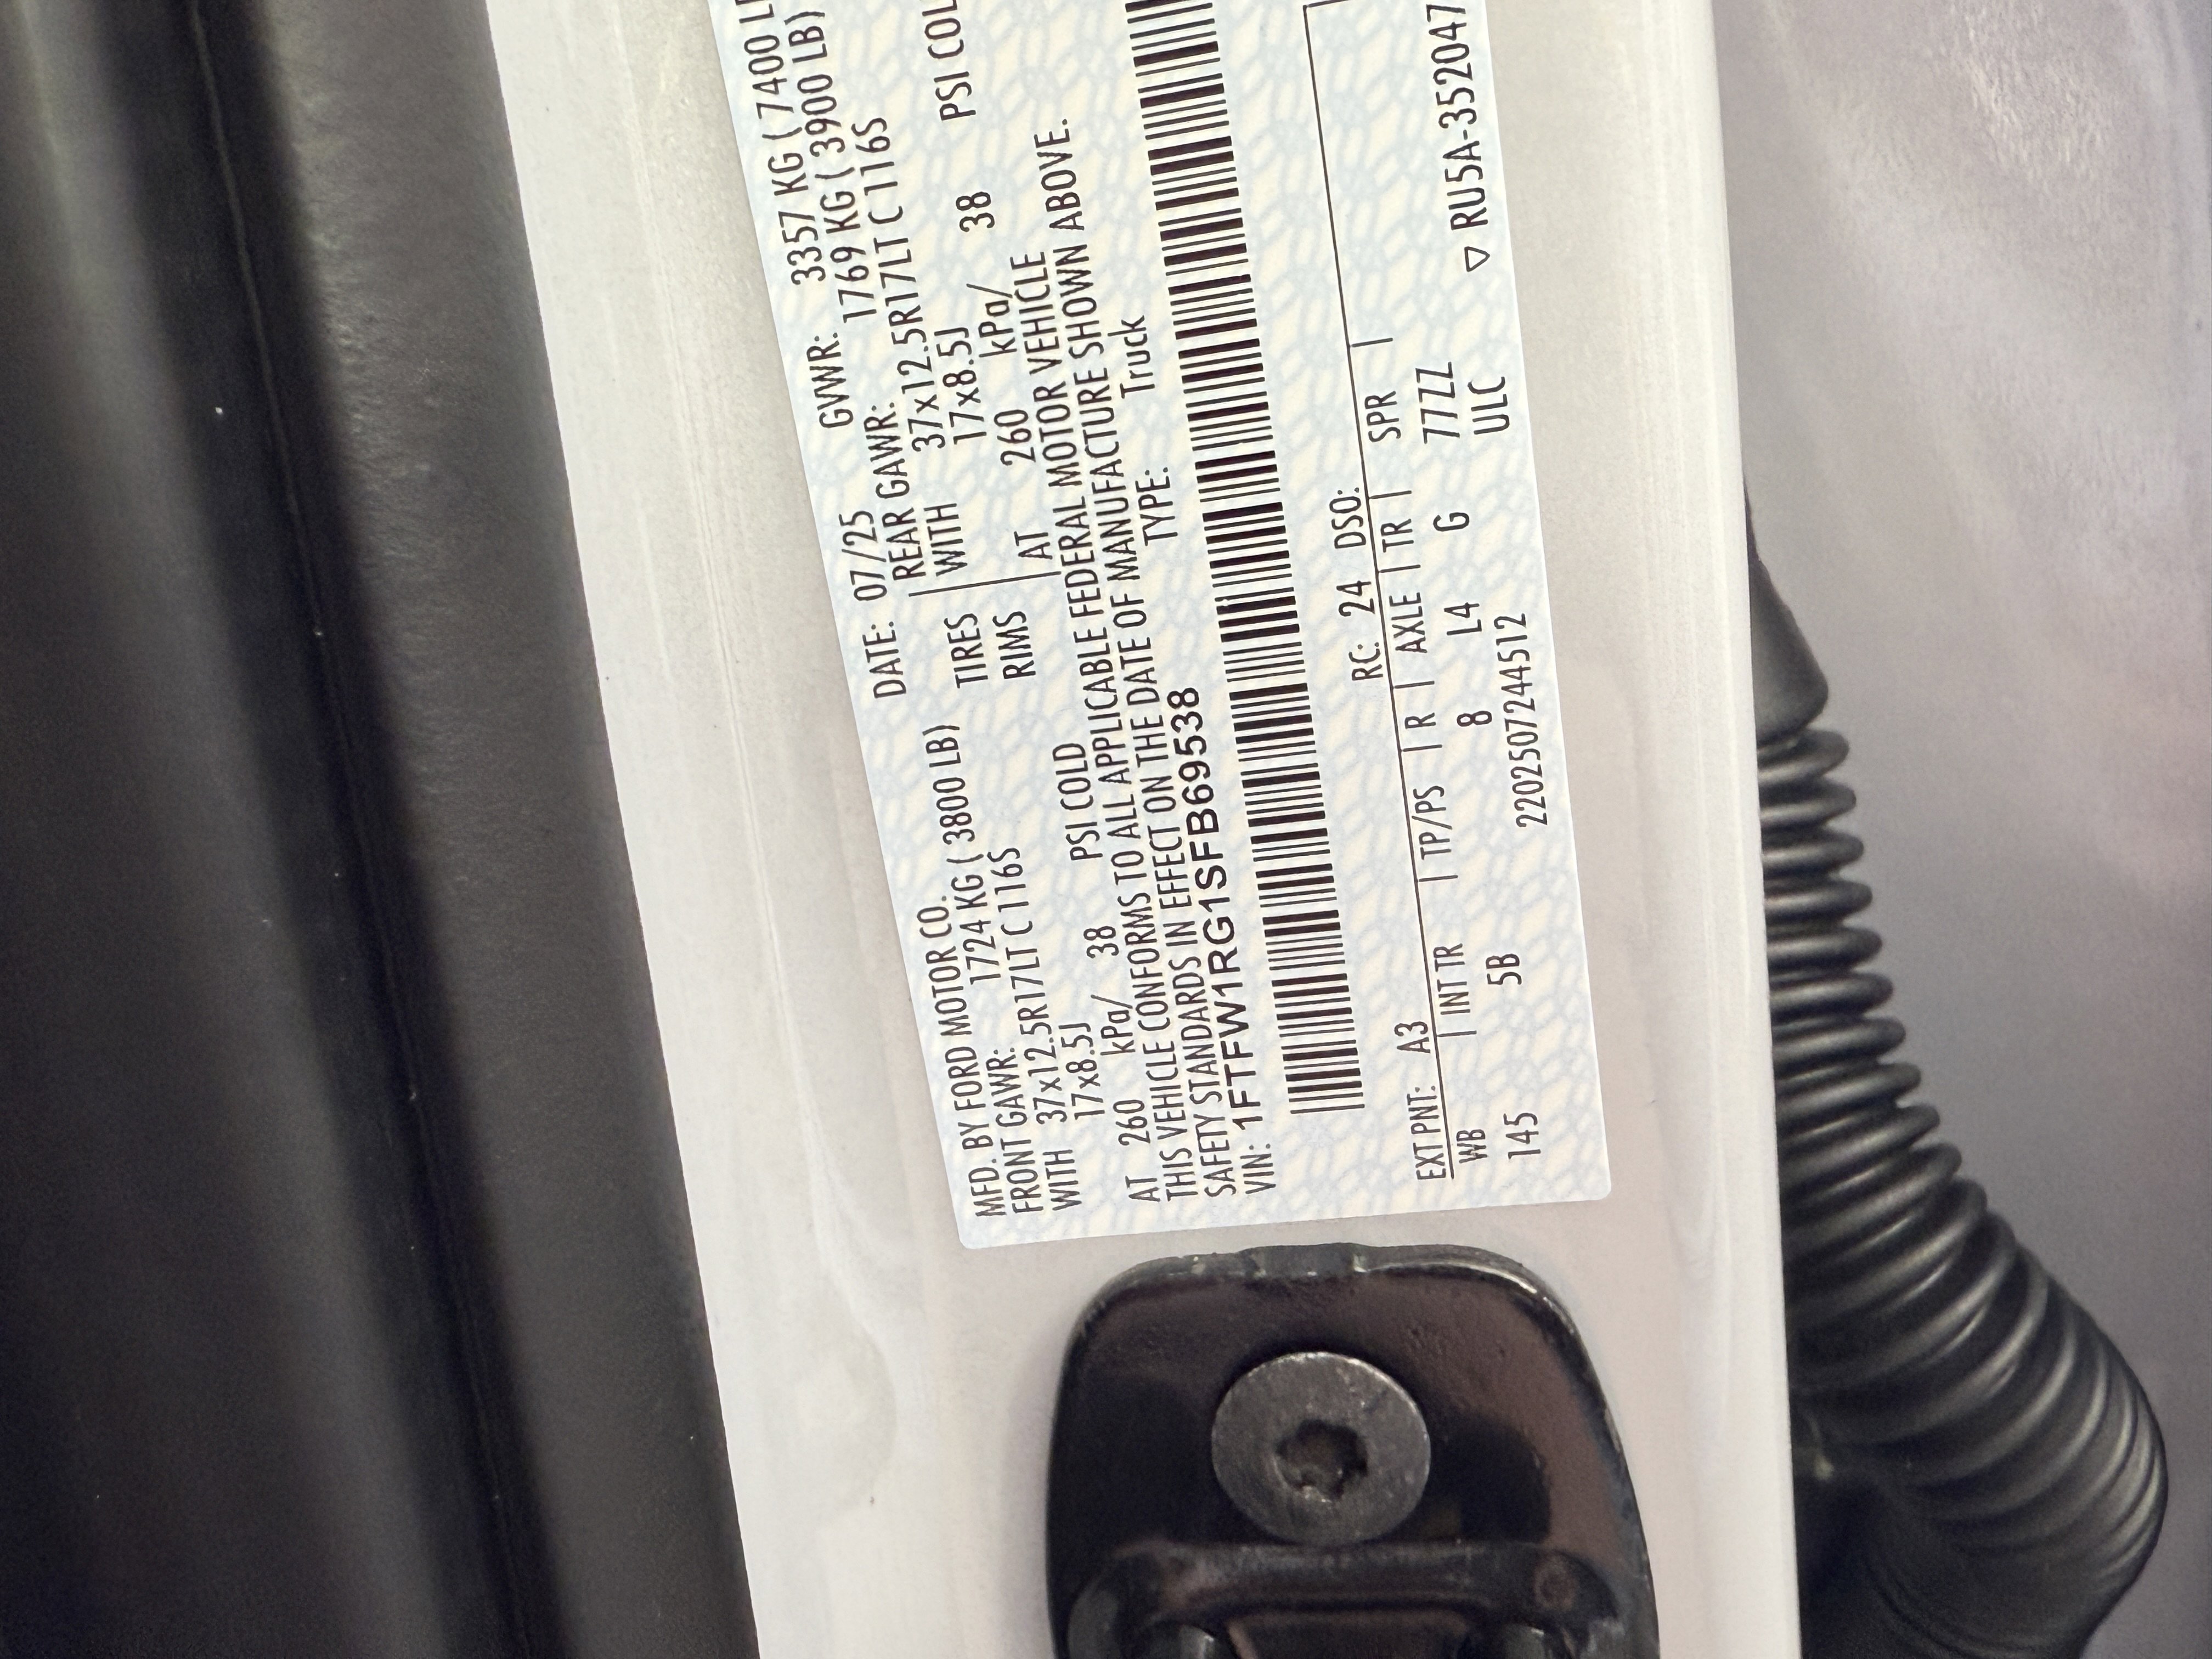 MFD. BY FORD MOTOR CO.
DATE: 07/25 GVWR: 3357 KG ( 7400
FRONT GAWR: 1724 KG ( 3800 LB)
REAR GAWR: 1769 KG ( 3900 LB)
WITH 37x12.5R17LT C 116S
TIRES
WITH 37x12.5R17LT C 116S
17x8.5J
RIMS
17x8.5J
AT 260 kPa/ 38 PSI COLD
AT 260 kPa/ 38 PSI COL
THIS VEHICLE CONFORMS TO ALL APPLICABLE FEDERAL MOTOR VEHICLE
SAFETY STANDARDS IN EFFECT ON THE DATE OF MANUFACTURE SHOWN ABOVE.
VIN: 1FTFW1RG1SFB69538 TYPE: Truck
EXT PNT: A3 RC: 24 DSO:
WB | INT TR | TP/PS | R | AXLE | TR | SPR |
145 5B 8 L4 G 77ZZ
220250724451​2 ULC ▽ RU5A-352047